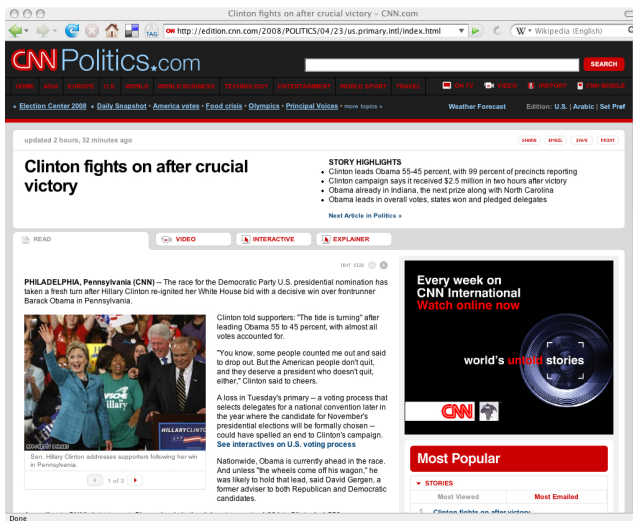 Clinton fights on after crucial victory – CNN.com
TAG
http://edition.cnn.com/2008/POLITICS/04/23/us.primary.intl/index.html
W▾ Wikipedia (English)
CNN Politics.com
SEARCH
HOME ASIA EUROPE U.S. WORLD WORLD BUSINESS TECHNOLOGY ENTERTAINMENT WORLD SPORT TRAVEL ON TV VIDEO IREPORT CNN MOBILE
• Election Center 2008 • Daily Snapshot • America votes • Food crisis • Olympics • Principal Voices • more topics »
Weather Forecast Edition: U.S. | Arabic | Set Pref
updated 2 hours, 32 minutes ago
SHARE EMAIL SAVE PRINT
Clinton fights on after crucial
victory
STORY HIGHLIGHTS
• Clinton leads Obama 55-45 percent, with 99 percent of precincts reporting
• Clinton campaign says it received $2.5 million in two hours after victory
• Obama already in Indiana, the next prize along with North Carolina
• Obama leads in overall votes, states won and pledged delegates
Next Article in Politics »
READ VIDEO INTERACTIVE EXPLAINER
TEXT SIZE
PHILADELPHIA, Pennsylvania (CNN) -- The race for the Democratic Party U.S. presidential nomination has
taken a fresh turn after Hillary Clinton re-ignited her White House bid with a decisive win over frontrunner
Barack Obama in Pennsylvania.
Clinton told supporters: "The tide is turning" after
leading Obama 55 to 45 percent, with almost all
votes accounted for.
"You know, some people counted me out and said
to drop out. But the American people don't quit,
and they deserve a president who doesn't quit,
either," Clinton said to cheers.
A loss in Tuesday's primary -- a voting process that
selects delegates for a national convention later in
the year where the candidate for November's
presidential elections will be formally chosen --
could have spelled an end to Clinton's campaign.
See interactives on U.S. voting process
Nationwide, Obama is currently ahead in the race.
And unless "the wheels come off his wagon," he
was likely to hold that lead, said David Gergen, a
former adviser to both Republican and Democratic
candidates.
Hillary
HILLARYCLINTON
Sen. Hillary Clinton addresses supporters following her win
in Pennsylvania.
1 of 3
Every week on
CNN International
Watch online now
world's untold stories
CNN
Most Popular
STORIES
Most Viewed Most Emailed
1 Clinton fights on after victory
Done